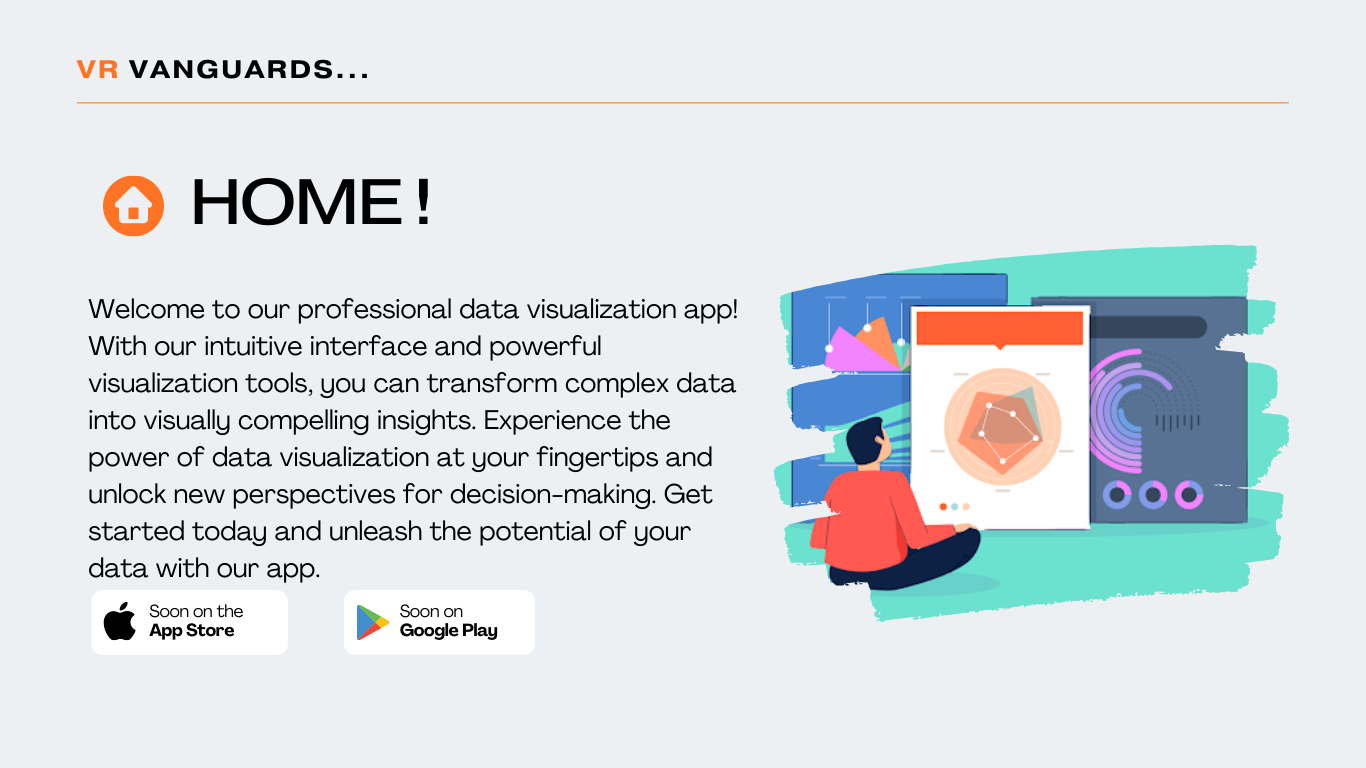 VR VANGUARDS...
HOME !
Welcome to our professional data visualization app!
With our intuitive interface and powerful
visualization tools, you can transform complex data
into visually compelling insights. Experience the
power of data visualization at your fingertips and
unlock new perspectives for decision-making. Get
started today and unleash the potential of your
data with our app.
Soon on the
App Store
Soon on
Google Play